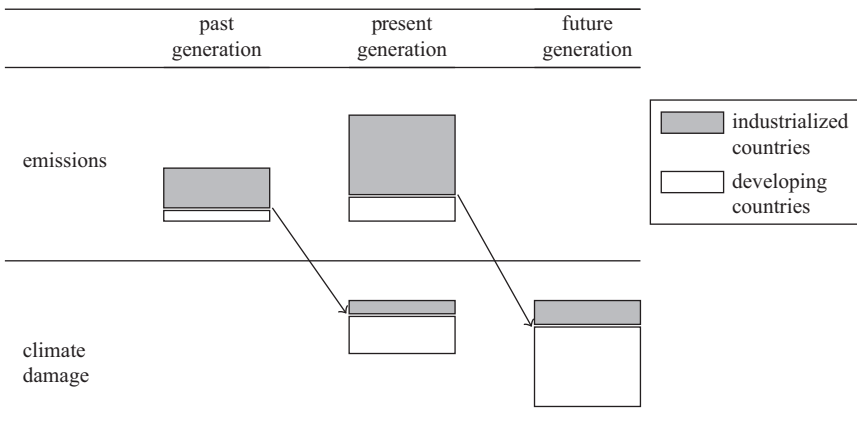 past
generation
present
generation
future
generation
emissions
industrialized
countries
developing
countries
climate
damage